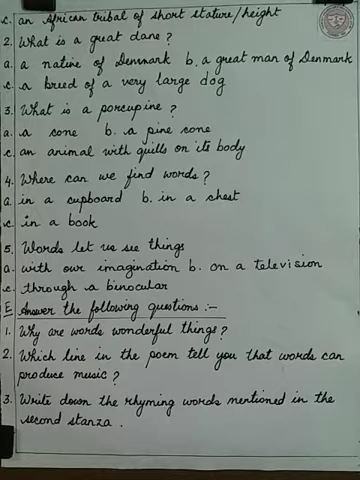 c. an African tribal of short stature/height
2. What is a great dane?
a. a native of Denmark b. a great man of Denmark
c. a breed of a very large dog
3. What is a porcupine?
a. a cone b. a pine cone
c. an animal with quills on its body
4. Where can we find words?
a. in a cupboard b. in a chest
c. in a book
5. Words let us see things
a. with our imagination b. on a television
c. through a binocular
E Answer the following questions :-
1. Why are words wonderful things?
2. Which line in the poem tell you that words can
produce music?
3. Write down the rhyming words mentioned in the
second stanza.